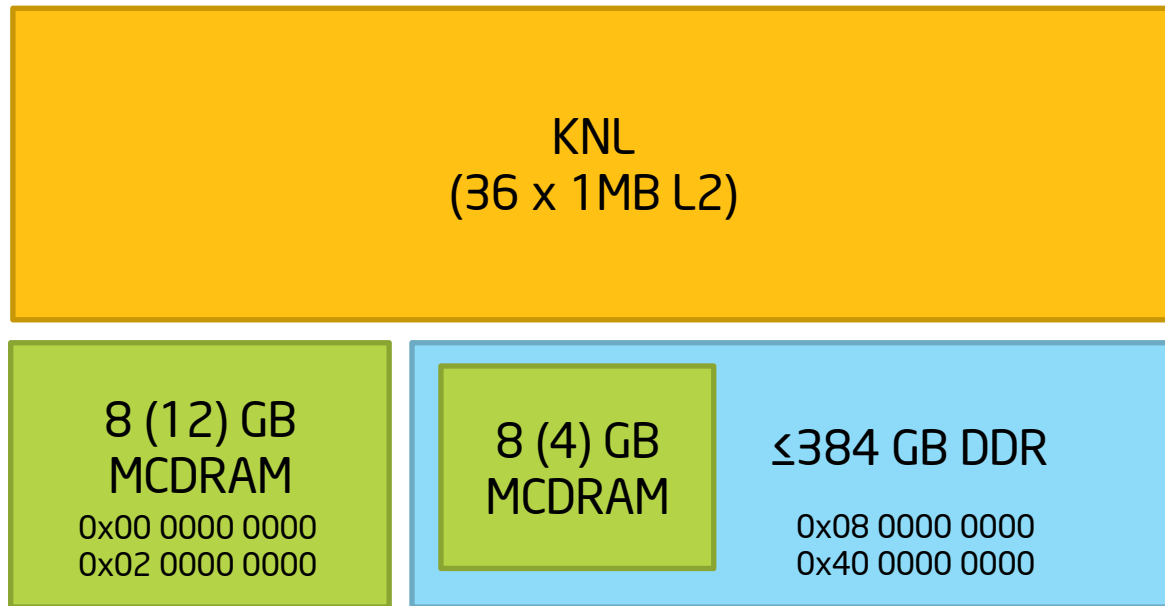 KNL
(36 x 1MB L2)
8 (12) GB
MCDRAM
0x00 0000 0000
0x02 0000 0000
8 (4) GB
MCDRAM
≤384 GB DDR
0x08 0000 0000
0x40 0000 0000